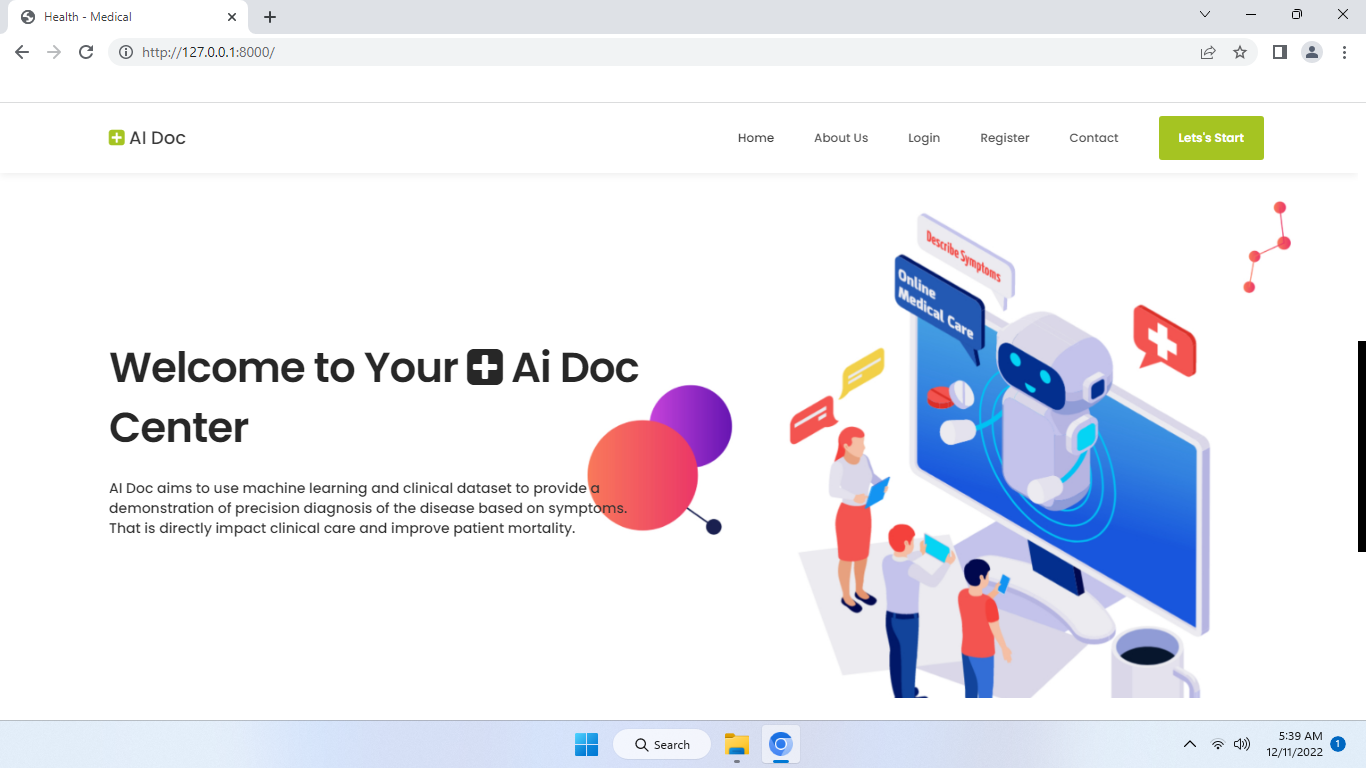 Health - Medical
http://127.0.0.1:8000/
AI Doc
Home
About Us
Login
Register
Contact
Lets's Start
Describe Symptoms
Online
Medical Care
Welcome to Your Ai Doc
Center
AI Doc aims to use machine learning and clinical dataset to provide a
demonstration of precision diagnosis of the disease based on symptoms.
That is directly impact clinical care and improve patient mortality.
Search
5:39 AM
12/11/2022
1